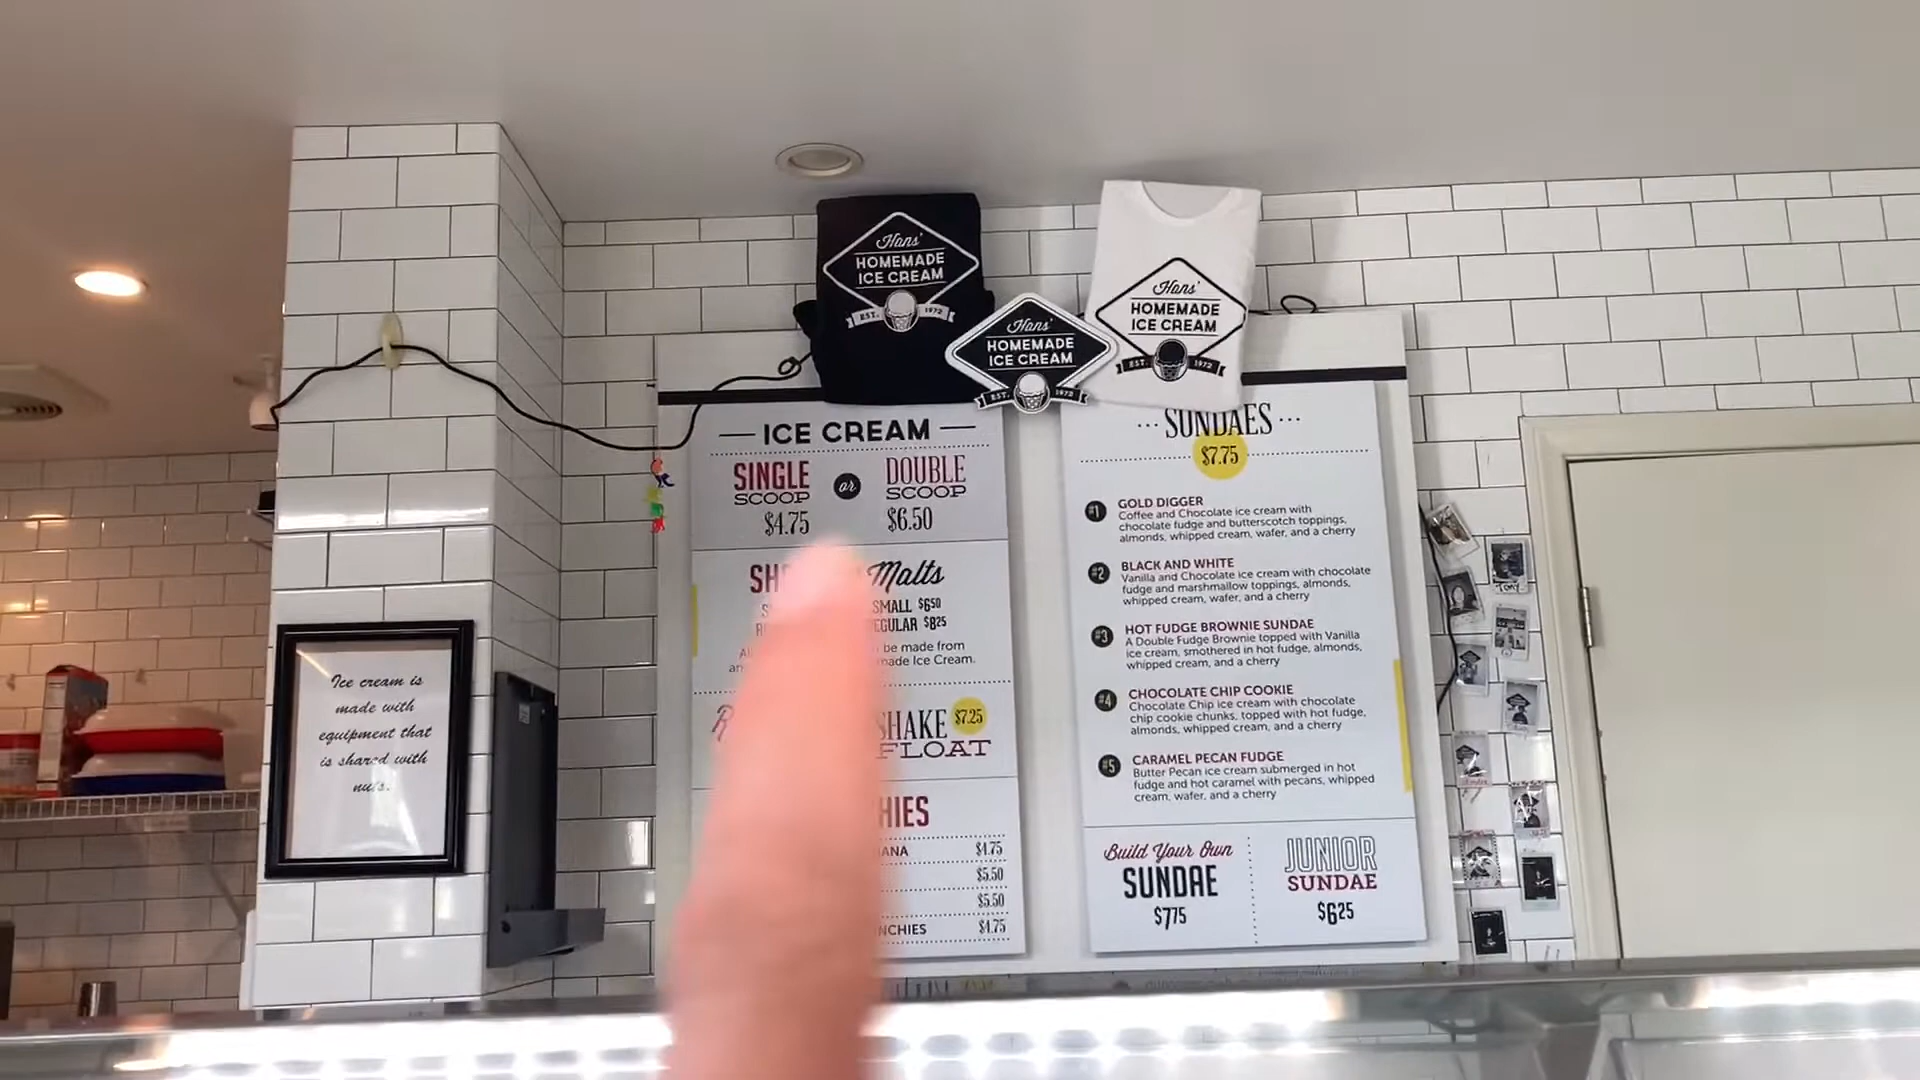 Hans'
HOMEMADE
ICE CREAM
EST. 1972
Hans'
HOMEMADE
ICE CREAM
EST. 1972
Hans'
HOMEMADE
ICE CREAM
EST. 1972
Ice cream is
made with
equipment that
is shared with
nuts.
ICE CREAM
SINGLE
SCOOP
$4.75
or
DOUBLE
SCOOP
$6.50
Malts
SMALL $6.50
$8.25
be made from
Ice Cream.
SHAKE $7.25
FLOAT
$4.75
$5.50
$5.50
$4.75
SUNDAES
$7.75
#1 GOLD DIGGER
Coffee and Chocolate ice cream with
chocolate fudge and butterscotch toppings,
almonds, whipped cream, wafer, and a cherry
#2 BLACK AND WHITE
Vanilla and Chocolate ice cream with chocolate
fudge and marshmallow toppings, almonds,
whipped cream, wafer, and a cherry
#3 HOT FUDGE BROWNIE SUNDAE
A Double Fudge Brownie topped with Vanilla
ice cream, smothered in hot fudge, almonds,
whipped cream, and a cherry
#4 CHOCOLATE CHIP COOKIE
Chocolate Chip ice cream with chocolate
chip cookie chunks, topped with hot fudge,
almonds, whipped cream, and a cherry
#5 CARAMEL PECAN FUDGE
Butter Pecan ice cream submerged in hot
fudge and hot caramel with pecans, whipped
cream, wafer, and a cherry
Build Your Own
SUNDAE
$7.75
JUNIOR
SUNDAE
$6.25